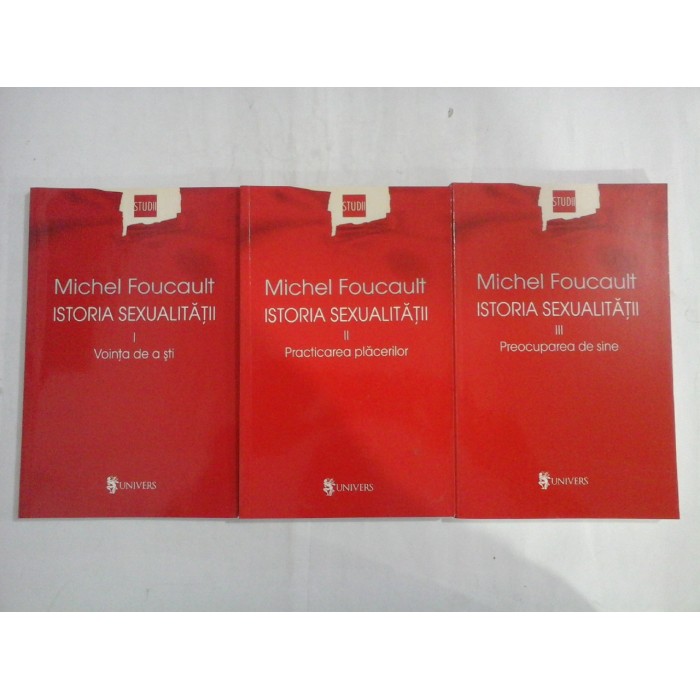 STUDII
Michel Foucault
ISTORIA SEXUALITĂȚII
I
Voința de a ști
UNIVERS
STUDII
Michel Foucault
ISTORIA SEXUALITĂȚII
II
Practicarea plăcerilor
UNIVERS
STUDII
Michel Foucault
ISTORIA SEXUALITĂȚII
III
Preocuparea de sine
UNIVERS